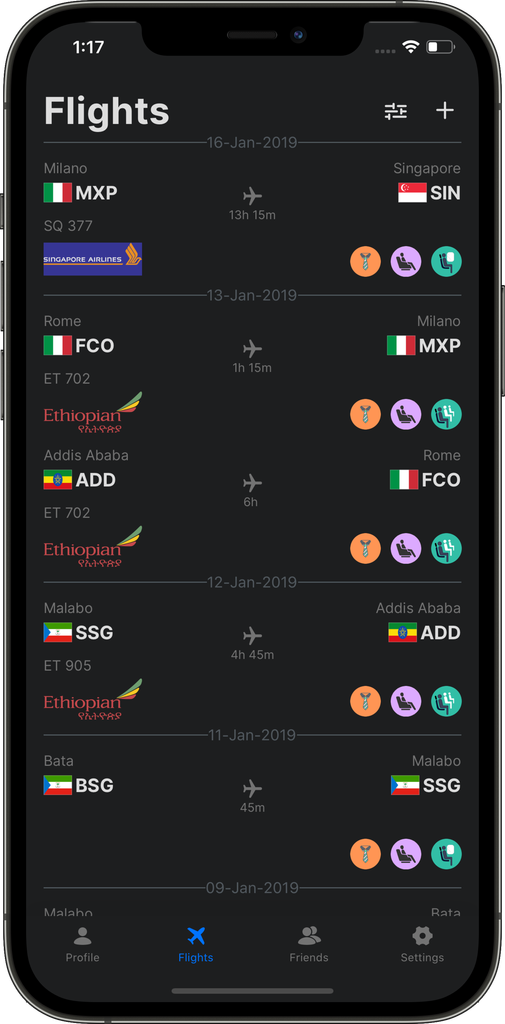 1:17
Flights
16-Jan-2019
Milano Singapore
MXP SIN
13h 15m
SQ 377
SINGAPORE AIRLINES
13-Jan-2019
Rome Milano
FCO MXP
1h 15m
ET 702
Ethiopian
የኢትዮጵያ
Addis Ababa Rome
ADD FCO
6h
ET 702
Ethiopian
የኢትዮጵያ
12-Jan-2019
Malabo Addis Ababa
SSG ADD
4h 45m
ET 905
Ethiopian
የኢትዮጵያ
11-Jan-2019
Bata Malabo
BSG SSG
45m
09-Jan-2019
Malabo Bata
Profile Flights Friends Settings